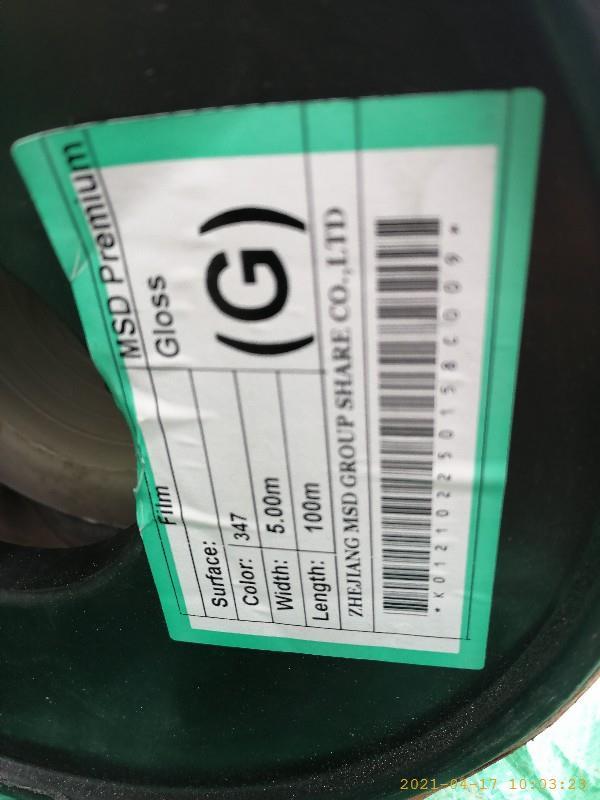 Film MSD Premium
Surface: Gloss
Color: 347
Width: 5.00m
Length: 100m
(G)
ZHEJIANG MSD GROUP SHARE CO.,LTD
*K012102250158C009*
2021-04-17 10:03:23